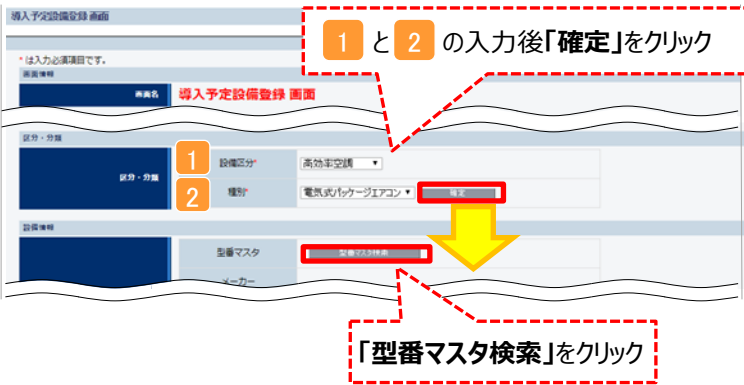 導入予定設備登録 画面
1 と 2 の入力後「確定」をクリック
* は入力必須項目です。
画面情報
画面名 導入予定設備登録 画面
区分・分類
区分・分類
1 設備区分* 高効率空調
2 種別* 電気式パッケージエアコン 確定
設備情報
型番マスタ 型番マスタ検索
メーカー
「型番マスタ検索」をクリック